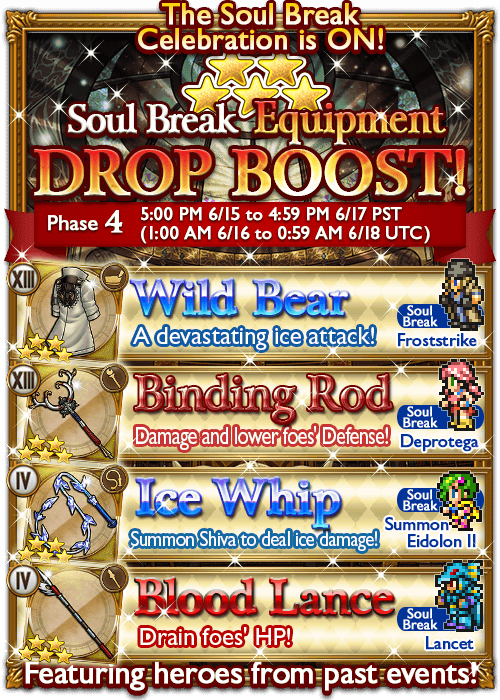 The Soul Break
Celebration is ON!
Soul Break Equipment
DROP BOOST!
Phase 4
5:00 PM 6/15 to 4:59 PM 6/17 PST
(1:00 AM 6/16 to 0:59 AM 6/18 UTC)
XIII
Wild Bear
A devastating ice attack!
Soul
Break
Froststrike
XIII
Binding Rod
Damage and lower foes' Defense!
Soul
Break
Deprotega
IV
Ice Whip
Summon Shiva to deal ice damage!
Soul
Break
Summon
Eidolon II
IV
Blood Lance
Drain foes' HP!
Soul
Break
Lancet
Featuring heroes from past events!